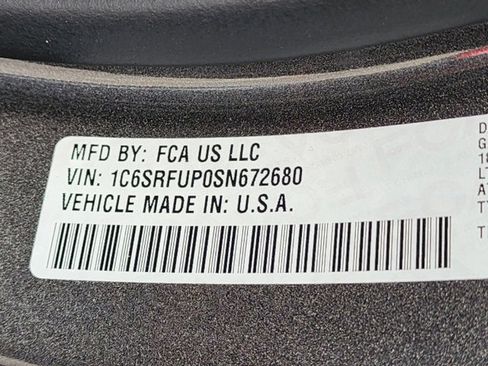 MFD BY: FCA US LLC
VIN: 1C6SRFUP0SN672680
VEHICLE MADE IN: U.S.A.